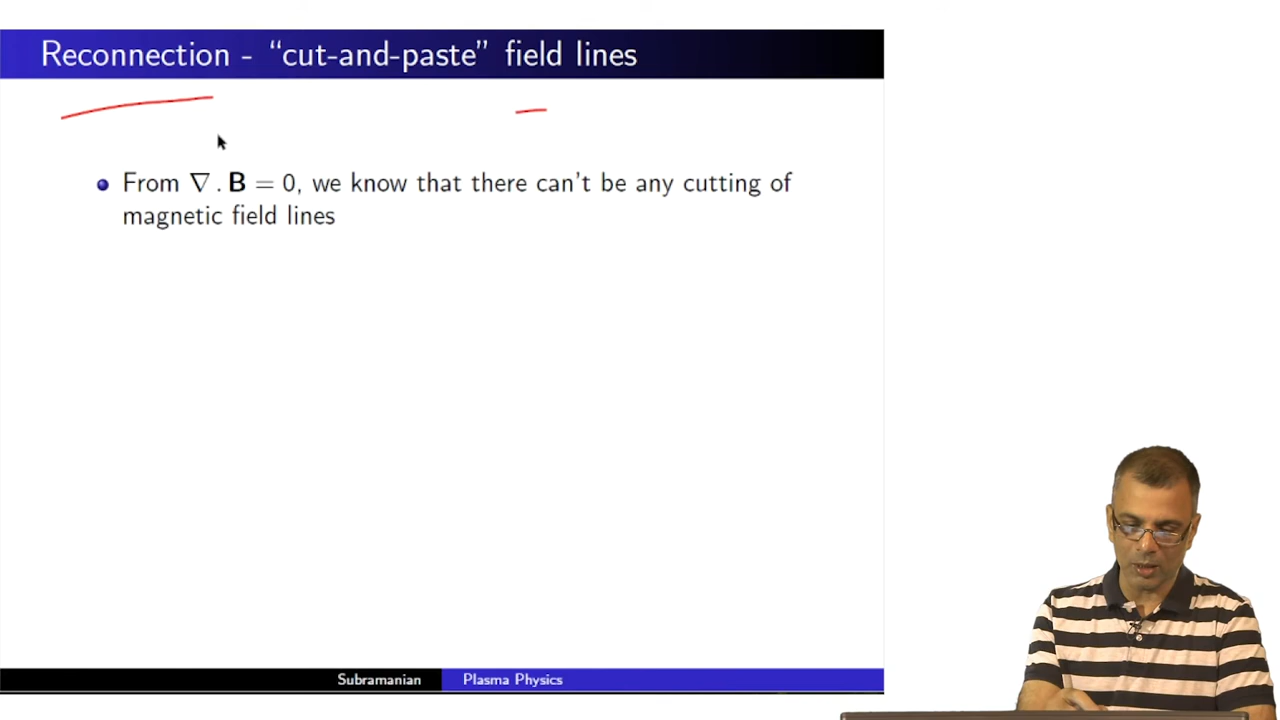 Reconnection - “cut-and-paste” field lines
From ∇ . B = 0, we know that there can't be any cutting of
magnetic field lines
Subramanian Plasma Physics